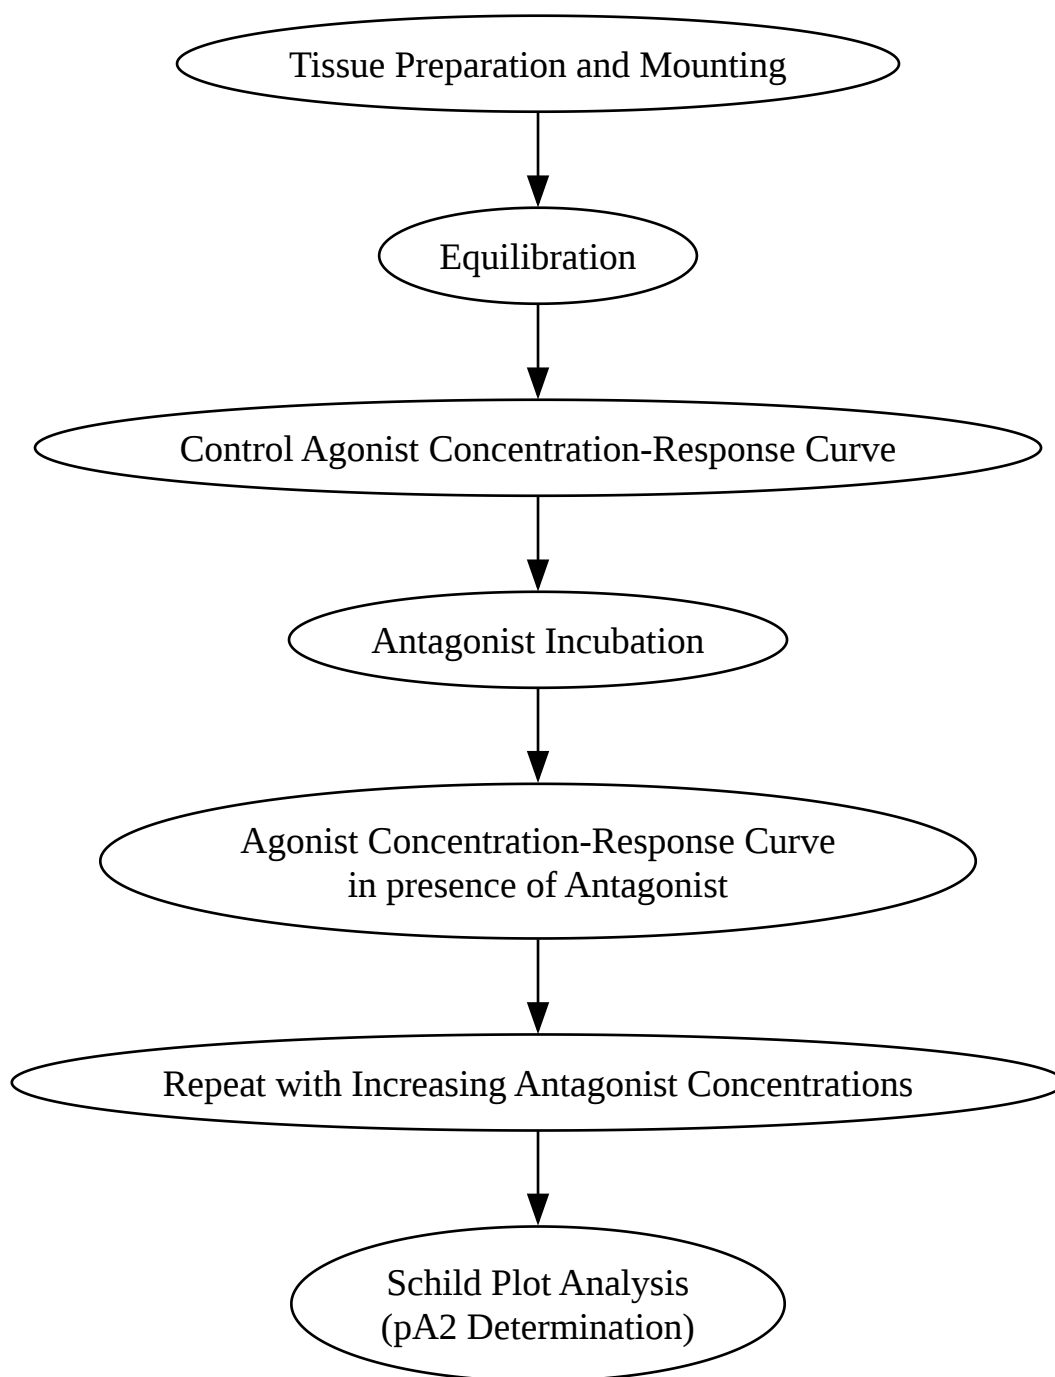 Tissue Preparation and Mounting
Equilibration
Control Agonist Concentration-Response Curve
Antagonist Incubation
Agonist Concentration-Response Curve
in presence of Antagonist
Repeat with Increasing Antagonist Concentrations
Schild Plot Analysis
(pA2 Determination)